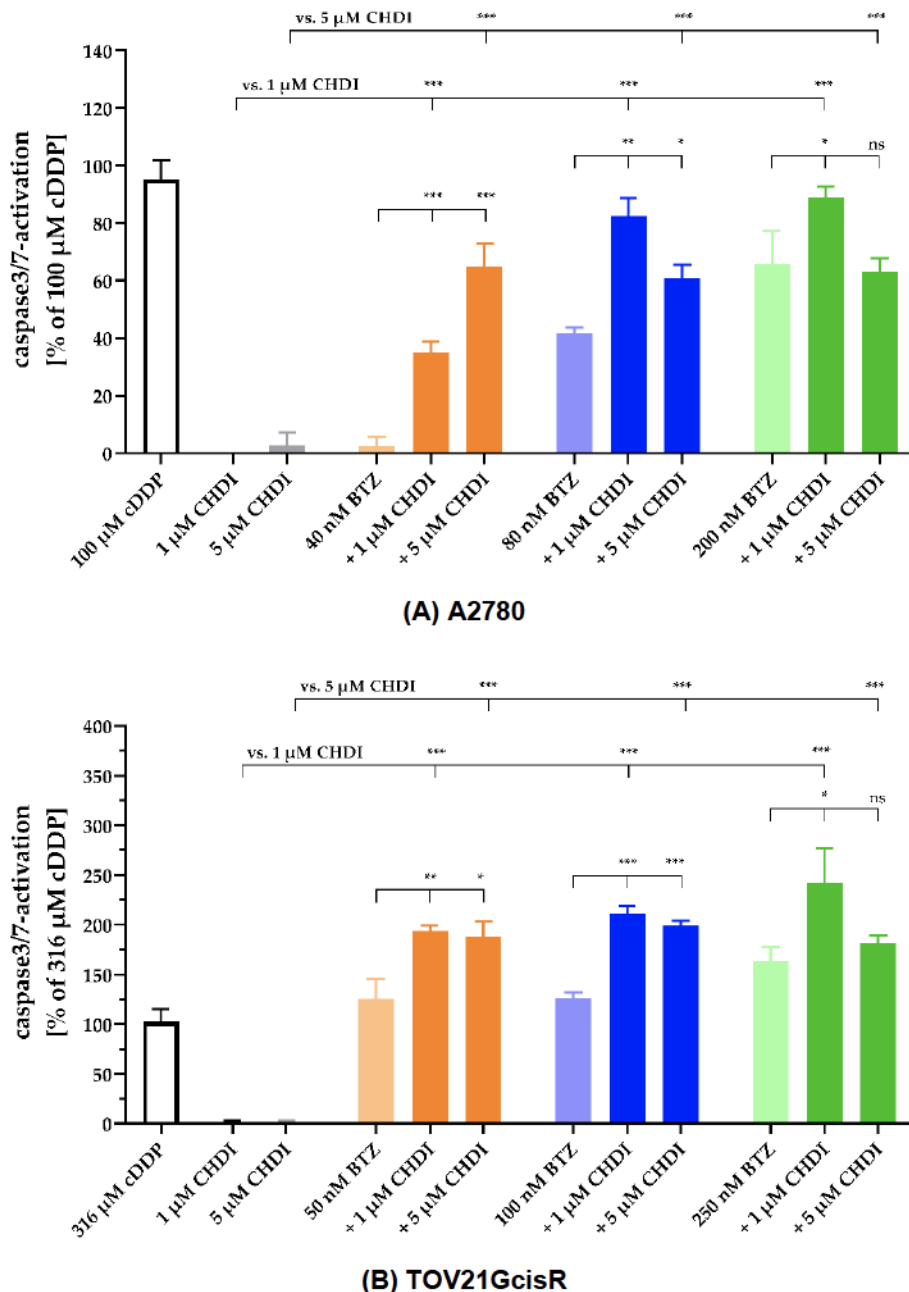 vs. 5 µM CHDI *** *** ***
140
vs. 1 µM CHDI *** *** ***
120
100
80
60
40
20
0
caspase3/7-activation
[% of 100 µM cDDP]
*** ***
** *
* ns
100 µM cDDP
1 µM CHDI
5 µM CHDI
40 nM BTZ
+ 1 µM CHDI
+ 5 µM CHDI
80 nM BTZ
+ 1 µM CHDI
+ 5 µM CHDI
200 nM BTZ
+ 1 µM CHDI
+ 5 µM CHDI
(A) A2780
vs. 5 µM CHDI *** *** ***
400
vs. 1 µM CHDI *** *** ***
350
300
250
200
150
100
50
0
caspase3/7-activation
[% of 316 µM cDDP]
** *
*** ***
* ns
316 µM cDDP
1 µM CHDI
5 µM CHDI
50 nM BTZ
+ 1 µM CHDI
+ 5 µM CHDI
100 nM BTZ
+ 1 µM CHDI
+ 5 µM CHDI
250 nM BTZ
+ 1 µM CHDI
+ 5 µM CHDI
(B) TOV21GcisR